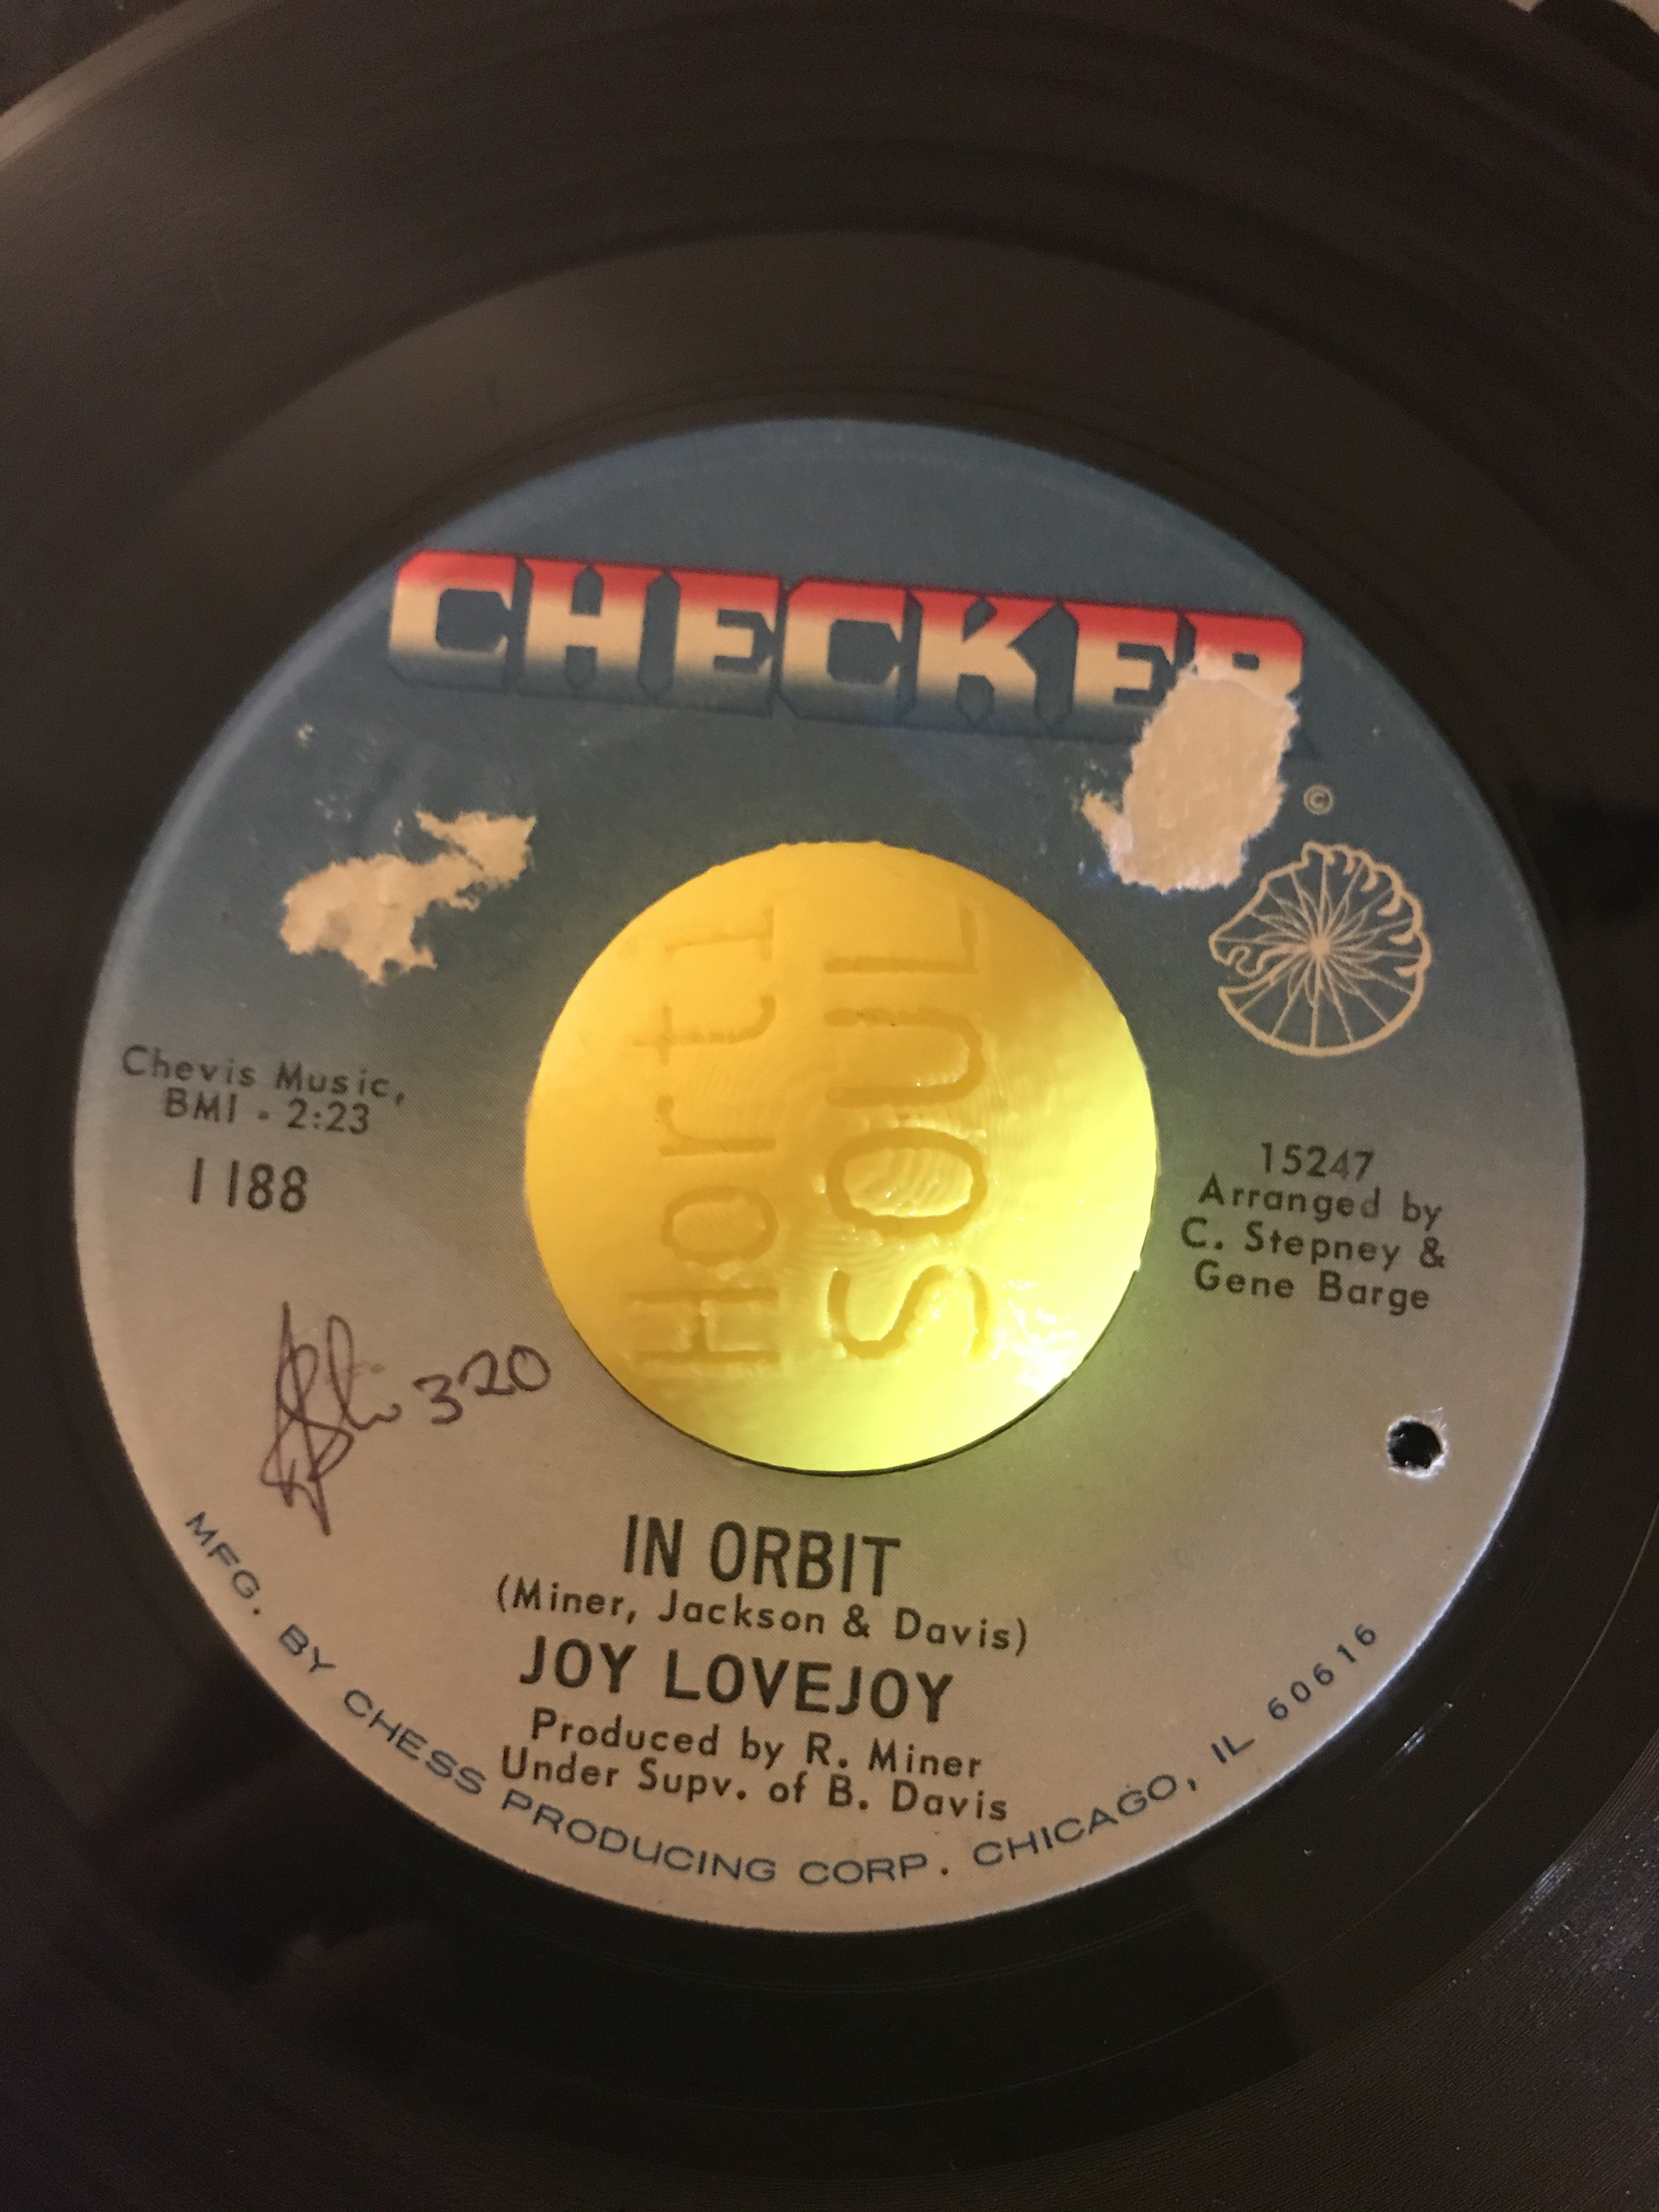 CHECKER
©
Chevis Music,
BMI - 2:23
1188
Horti
SOUL
15247
Arranged by
C. Stepney &
Gene Barge
320
IN ORBIT
(Miner, Jackson & Davis)
JOY LOVEJOY
Produced by R. Miner
Under Supv. of B. Davis
MFG. BY CHESS PRODUCING CORP. CHICAGO, IL 60616